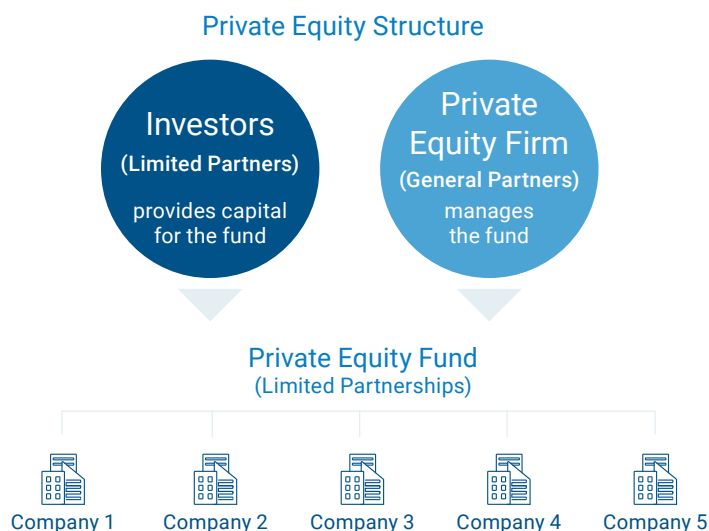 Private Equity Structure
Investors
(Limited Partners)
provides capital
for the fund
Private
Equity Firm
(General Partners)
manages
the fund
Private Equity Fund
(Limited Partnerships)
Company 1
Company 2
Company 3
Company 4
Company 5